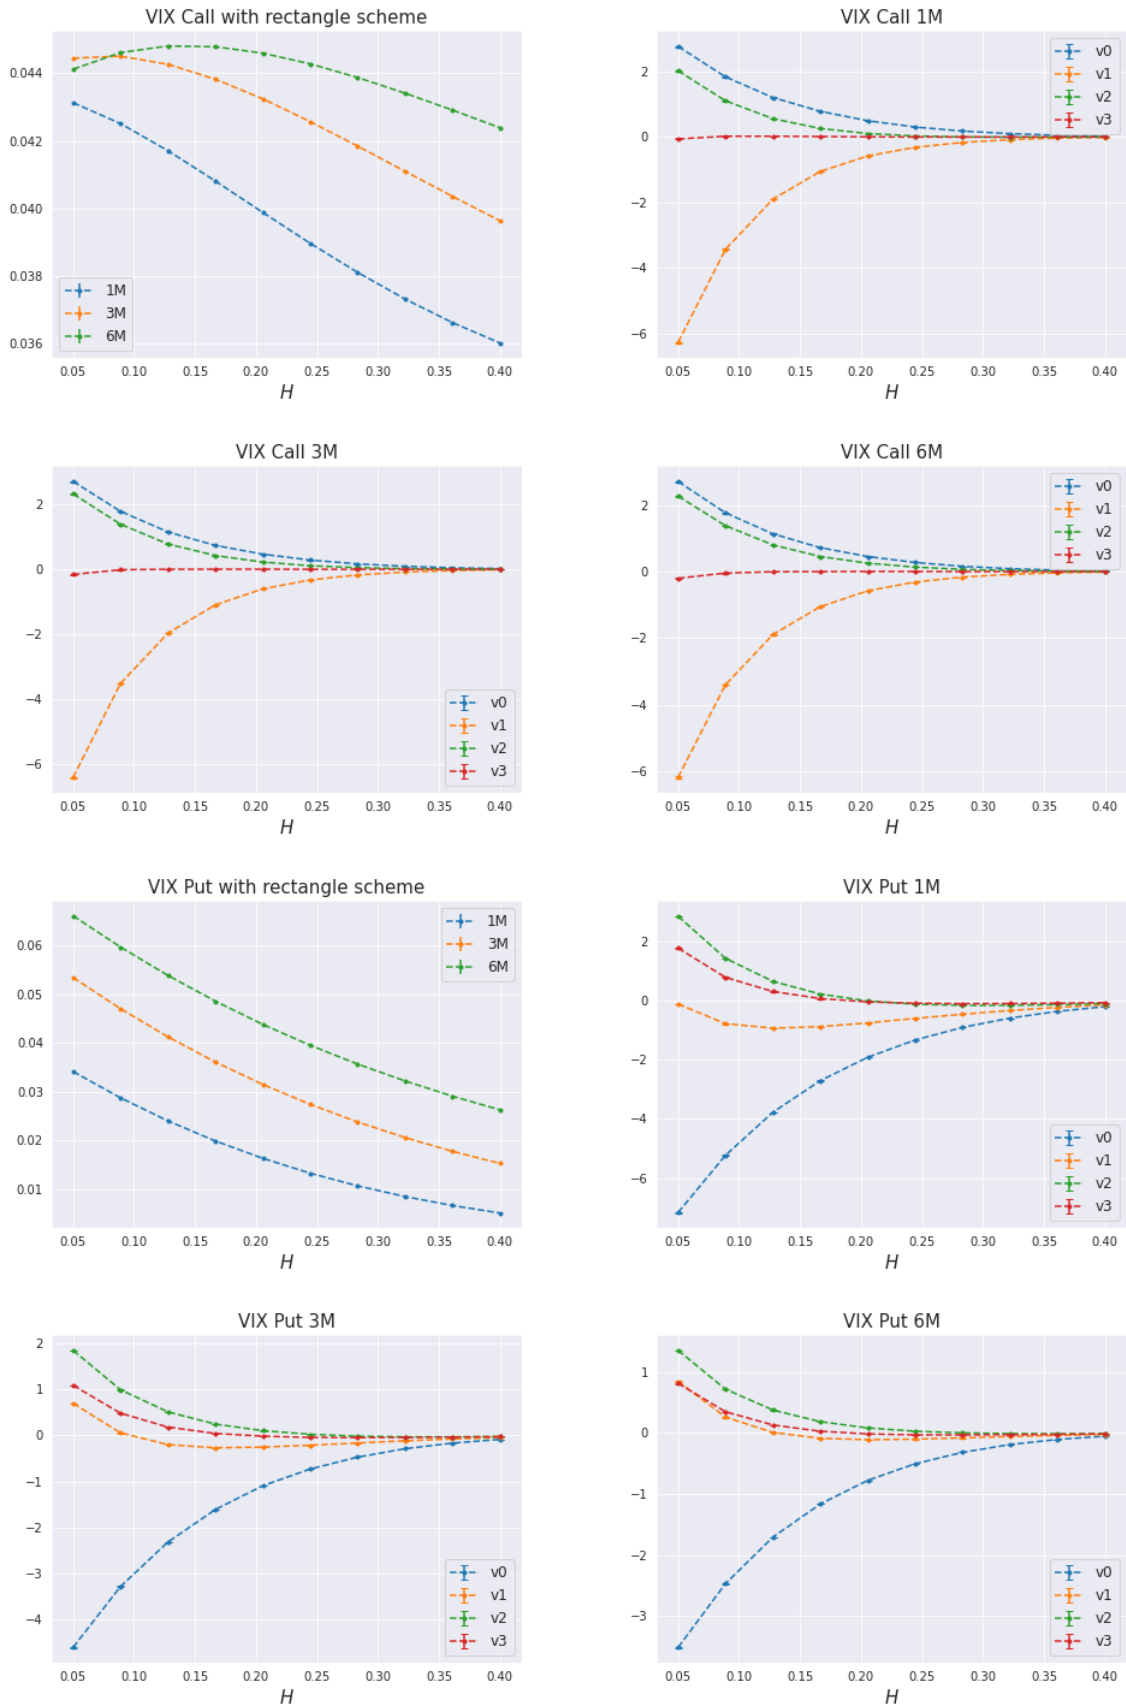 VIX Call with rectangle scheme
0.044
0.042
0.040
0.038
0.036
1M
3M
6M
0.05 0.10 0.15 0.20 0.25 0.30 0.35 0.40
H
VIX Call 1M
2
0
−2
−4
−6
v0
v1
v2
v3
0.05 0.10 0.15 0.20 0.25 0.30 0.35 0.40
H
VIX Call 3M
2
0
−2
−4
−6
v0
v1
v2
v3
0.05 0.10 0.15 0.20 0.25 0.30 0.35 0.40
H
VIX Call 6M
2
0
−2
−4
−6
v0
v1
v2
v3
0.05 0.10 0.15 0.20 0.25 0.30 0.35 0.40
H
VIX Put with rectangle scheme
0.06
0.05
0.04
0.03
0.02
0.01
1M
3M
6M
0.05 0.10 0.15 0.20 0.25 0.30 0.35 0.40
H
VIX Put 1M
2
0
−2
−4
−6
v0
v1
v2
v3
0.05 0.10 0.15 0.20 0.25 0.30 0.35 0.40
H
VIX Put 3M
2
1
0
−1
−2
−3
−4
v0
v1
v2
v3
0.05 0.10 0.15 0.20 0.25 0.30 0.35 0.40
H
VIX Put 6M
1
0
−1
−2
−3
v0
v1
v2
v3
0.05 0.10 0.15 0.20 0.25 0.30 0.35 0.40
H